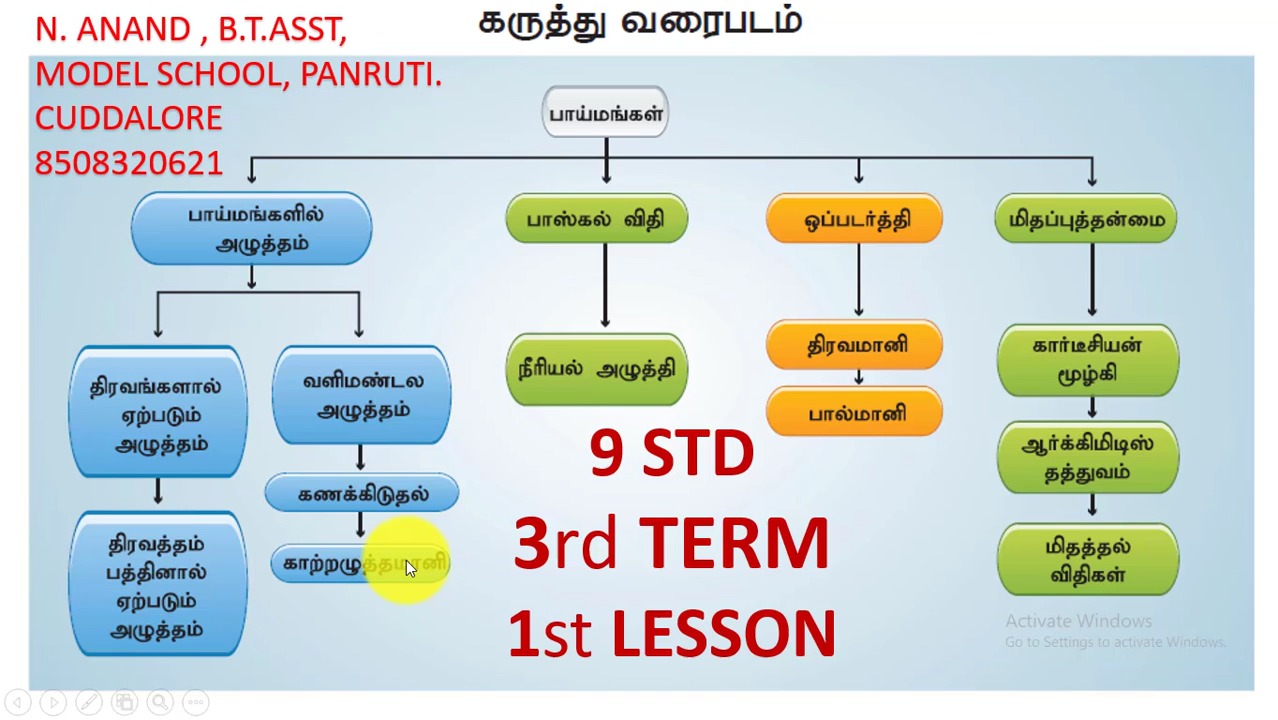 கருத்து வரைபடம்
N. ANAND , B.T.ASST,
MODEL SCHOOL, PANRUTI.
CUDDALORE
8508320621
பாய்மங்கள்
பாய்மங்களில்
அழுத்தம்
பாஸ்கல் விதி
ஒப்படர்த்தி
மிதப்புத்தன்மை
திரவங்களால்
ஏற்படும்
அழுத்தம்
வளிமண்டல
அழுத்தம்
நீரியல் அழுத்தி
திரவமானி
பால்மானி
கார்டீசியன்
மூழ்கி
கணக்கிடுதல்
காற்றழுத்தமானி
ஆர்க்கிமிடிஸ்
தத்துவம்
திரவத்தம்
பத்தினால்
ஏற்படும்
அழுத்தம்
மிதத்தல்
விதிகள்
9 STD
3rd TERM
1st LESSON
Activate Windows
Go to Settings to activate Windows.